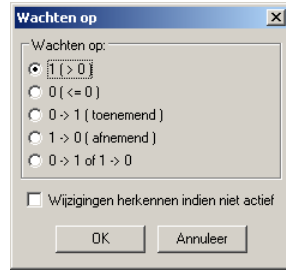 Wachten op
Wachten op:
1 ( > 0 )
0 ( <= 0 )
0 -> 1 ( toenemend )
1 -> 0 ( afnemend )
0 -> 1 of 1 -> 0
Wijzigingen herkennen indien niet actief
OK
Annuleer